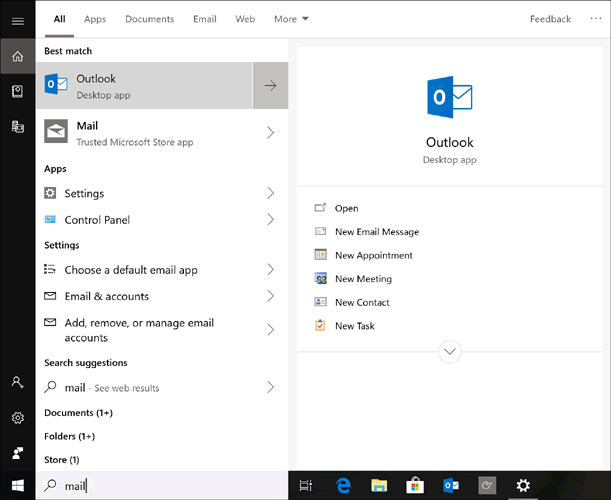 All Apps Documents Email Web More Feedback ...
Best match
Outlook
Desktop app
Mail
Trusted Microsoft Store app
Apps
Settings
Control Panel
Settings
Choose a default email app
Email & accounts
Add, remove, or manage email
accounts
Search suggestions
mail - See web results
Documents (1+)
Folders (1+)
Store (1)
mail
Outlook
Desktop app
Open
New Email Message
New Appointment
New Meeting
New Contact
New Task